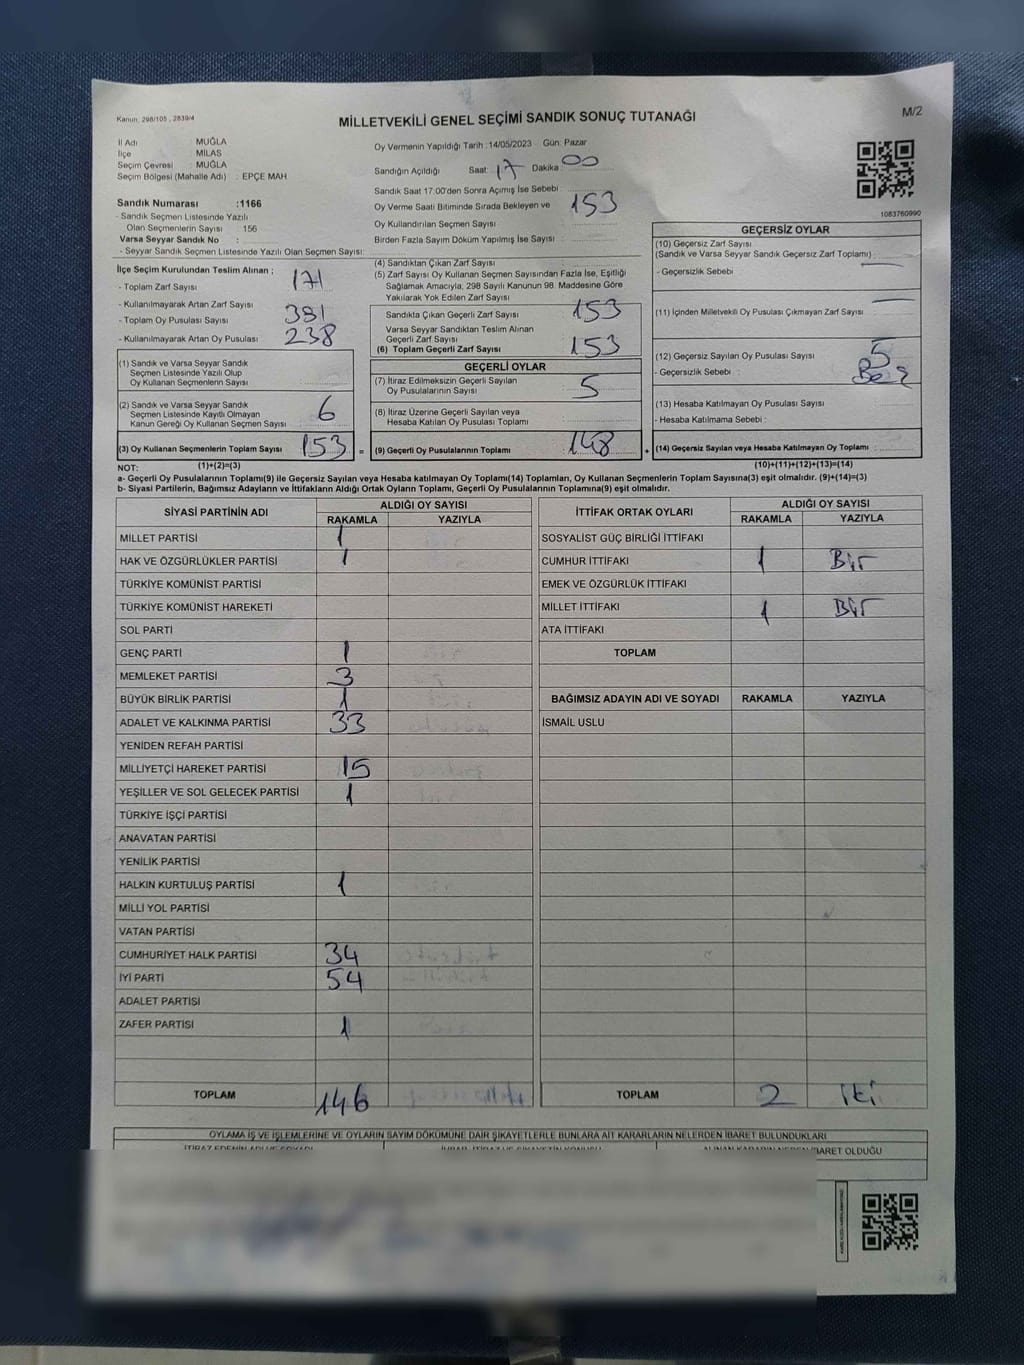 Kanun, 298/105 , 2839/4
MİLLETVEKİLİ GENEL SEÇİMİ SANDIK SONUÇ TUTANAĞI
M/2
İl Adı MUĞLA
İlçe MİLAS
Seçim Çevresi MUĞLA
Seçim Bölgesi (Mahalle Adı) : EPÇE MAH
Sandık Numarası :1166
- Sandık Seçmen Listesinde Yazılı
Olan Seçmenlerin Sayısı 156
Varsa Seyyar Sandık No :
- Seyyar Sandık Seçmen Listesinde Yazılı Olan Seçmen Sayısı:
Oy Vermenin Yapıldığı Tarih :14/05/2023 Gün: Pazar
Sandığın Açıldığı Saat: 17 Dakika 00
Sandık Saat 17:00'den Sonra Açılmış İse Sebebi
Oy Verme Saati Bitiminde Sırada Bekleyen ve 153
Oy Kullandırılan Seçmen Sayısı
Birden Fazla Sayım Döküm Yapılmış İse Sayısı
1083760990
İlçe Seçim Kurulundan Teslim Alınan ;
- Toplam Zarf Sayısı 171
- Kullanılmayarak Artan Zarf Sayısı
- Toplam Oy Pusulası Sayısı 381
- Kullanılmayarak Artan Oy Pusulası 238
(1) Sandık ve Varsa Seyyar Sandık
Seçmen Listesinde Yazılı Olup
Oy Kullanan Seçmenlerin Sayısı
(2) Sandık ve Varsa Seyyar Sandık
Seçmen Listesinde Kayıtlı Olmayan 6
Kanun Gereği Oy Kullanan Seçmen Sayısı
(3) Oy Kullanan Seçmenlerin Toplam Sayısı 153 =
(4) Sandıktan Çıkan Zarf Sayısı
(5) Zarf Sayısı Oy Kullanan Seçmen Sayısından Fazla İse, Eşitliği
Sağlamak Amacıyla, 298 Sayılı Kanunun 98. Maddesine Göre
Yakılarak Yok Edilen Zarf Sayısı
Sandıkta Çıkan Geçerli Zarf Sayısı 153
Varsa Seyyar Sandıktan Teslim Alınan
Geçerli Zarf Sayısı
(6) Toplam Geçerli Zarf Sayısı 153
GEÇERLİ OYLAR
(7) İtiraz Edilmeksizin Geçerli Sayılan 5
Oy Pusulalarının Sayısı
(8) İtiraz Üzerine Geçerli Sayılan veya
Hesaba Katılan Oy Pusulası Toplamı
(9) Geçerli Oy Pusulalarının Toplamı 148 +
GEÇERSİZ OYLAR
(10) Geçersiz Zarf Sayısı
(Sandık ve Varsa Seyyar Sandık Geçersiz Zarf Toplamı) :
- Geçersizlik Sebebi
(11) İçinden Milletvekili Oy Pusulası Çıkmayan Zarf Sayısı
(12) Geçersiz Sayılan Oy Pusulası Sayısı 5
- Geçersizlik Sebebi : Beş
(13) Hesaba Katılmayan Oy Pusulası Sayısı
- Hesaba Katılmama Sebebi :
(14) Geçersiz Sayılan veya Hesaba Katılmayan Oy Toplamı
NOT: (1)+(2)=(3) (10)+(11)+(12)+(13)=(14)
a- Geçerli Oy Pusulalarının Toplamı(9) ile Geçersiz Sayılan veya Hesaba katılmayan Oy Toplamı(14) Toplamları, Oy Kullanan Seçmenlerin Toplam Sayısına(3) eşit olmalıdır. (9)+(14)=(3)
b- Siyasi Partilerin, Bağımsız Adayların ve İttifakların Aldığı Ortak Oyların Toplamı, Geçerli Oy Pusulalarının Toplamına(9) eşit olmalıdır.
SİYASİ PARTİNİN ADI ALDIĞI OY SAYISI
RAKAMLA YAZIYLA
MİLLET PARTİSİ 1
HAK VE ÖZGÜRLÜKLER PARTİSİ 1
TÜRKİYE KOMÜNİST PARTİSİ
TÜRKİYE KOMÜNİST HAREKETİ
SOL PARTİ
GENÇ PARTİ 1
MEMLEKET PARTİSİ 3
BÜYÜK BİRLİK PARTİSİ 1
ADALET VE KALKINMA PARTİSİ 33
YENİDEN REFAH PARTİSİ
MİLLİYETÇİ HAREKET PARTİSİ 15
YEŞİLLER VE SOL GELECEK PARTİSİ 1
TÜRKİYE İŞÇİ PARTİSİ
ANAVATAN PARTİSİ
YENİLİK PARTİSİ
HALKIN KURTULUŞ PARTİSİ 1
MİLLİ YOL PARTİSİ
VATAN PARTİSİ
CUMHURİYET HALK PARTİSİ 34
İYİ PARTİ 54
ADALET PARTİSİ
ZAFER PARTİSİ 1
TOPLAM 146
İTTİFAK ORTAK OYLARI ALDIĞI OY SAYISI
RAKAMLA YAZIYLA
SOSYALİST GÜÇ BİRLİĞİ İTTİFAKI
CUMHUR İTTİFAKI 1 Bir
EMEK VE ÖZGÜRLÜK İTTİFAKI
MİLLET İTTİFAKI 1 Bir
ATA İTTİFAKI
TOPLAM
BAĞIMSIZ ADAYIN ADI VE SOYADI RAKAMLA YAZIYLA
İSMAİL USLU
TOPLAM 2 iki
OYLAMA İŞ VE İŞLEMLERİNE VE OYLARIN SAYIM DÖKÜMÜNE DAİR ŞİKAYETLERLE BUNLARA AİT KARARLARIN NELERDEN İBARET BULUNDUKLARI
İBARET OLDUĞU